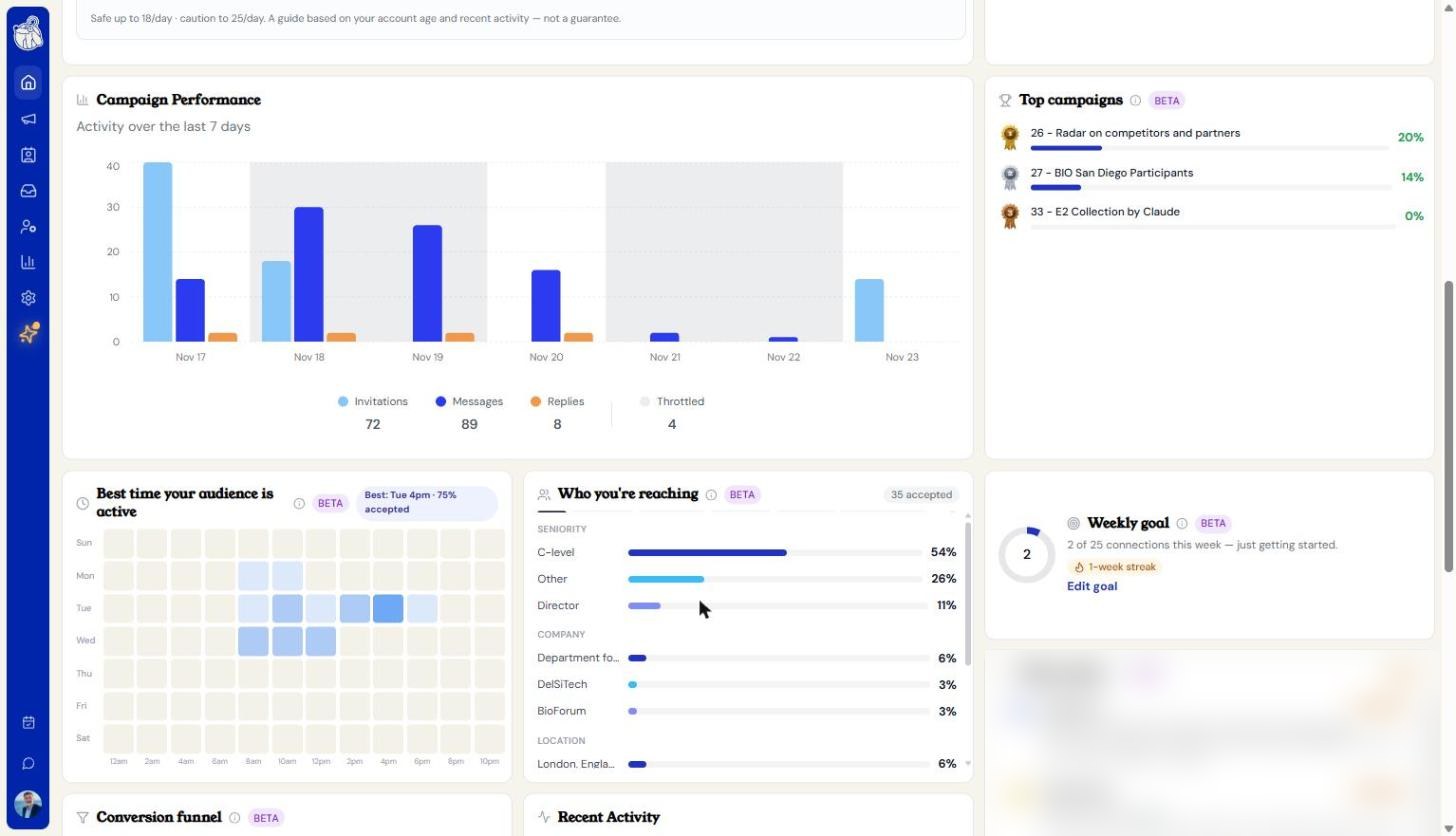 Safe up to 18/day · caution to 25/day. A guide based on your account age and recent activity — not a guarantee.
Campaign Performance
Activity over the last 7 days
40
30
20
10
0
Nov 17 Nov 18 Nov 19 Nov 20 Nov 21 Nov 22 Nov 23
Invitations Messages Replies Throttled
72 89 8 4
Top campaigns BETA
26 - Radar on competitors and partners 20%
27 - BIO San Diego Participants 14%
33 - E2 Collection by Claude 0%
Best time your audience is
active
BETA
Best: Tue 4pm · 75%
accepted
Sun
Mon
Tue
Wed
Thu
Fri
Sat
12am 2am 4am 6am 8am 10am 12pm 2pm 4pm 6pm 8pm 10pm
Who you're reaching BETA 35 accepted
SENIORITY
C-level 54%
Other 26%
Director 11%
COMPANY
Department fo... 6%
DelSiTech 3%
BioForum 3%
LOCATION
London, Engla... 6%
Weekly goal BETA
2
2 of 25 connections this week — just getting started.
1-week streak
Edit goal
Conversion funnel BETA
Recent Activity